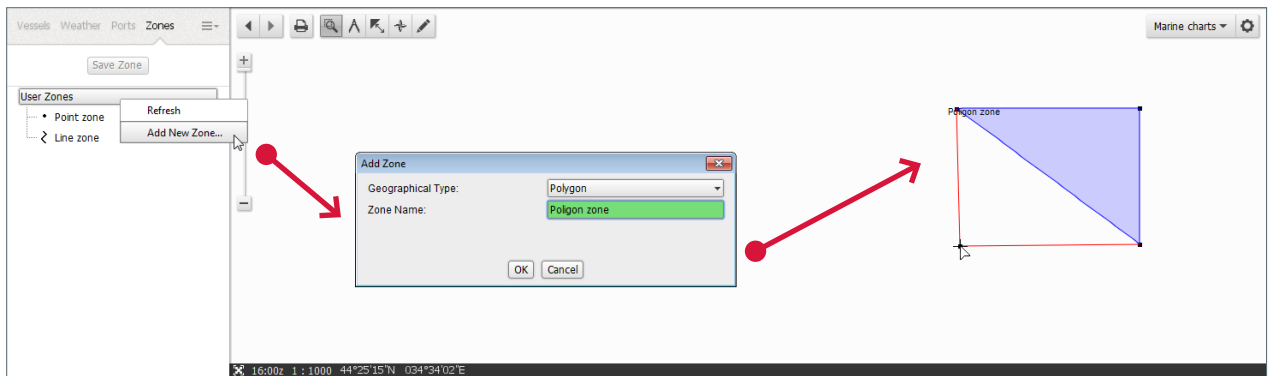 Vessels Weather Ports Zones
Marine charts
Save Zone
User Zones
Point zone
Line zone
Refresh
Add New Zone...
Add Zone
Geographical Type: Polygon
Zone Name: Poligon zone
OK Cancel
Poligon zone
16:00z 1 : 1000 44°25'15"N 034°34'02"E